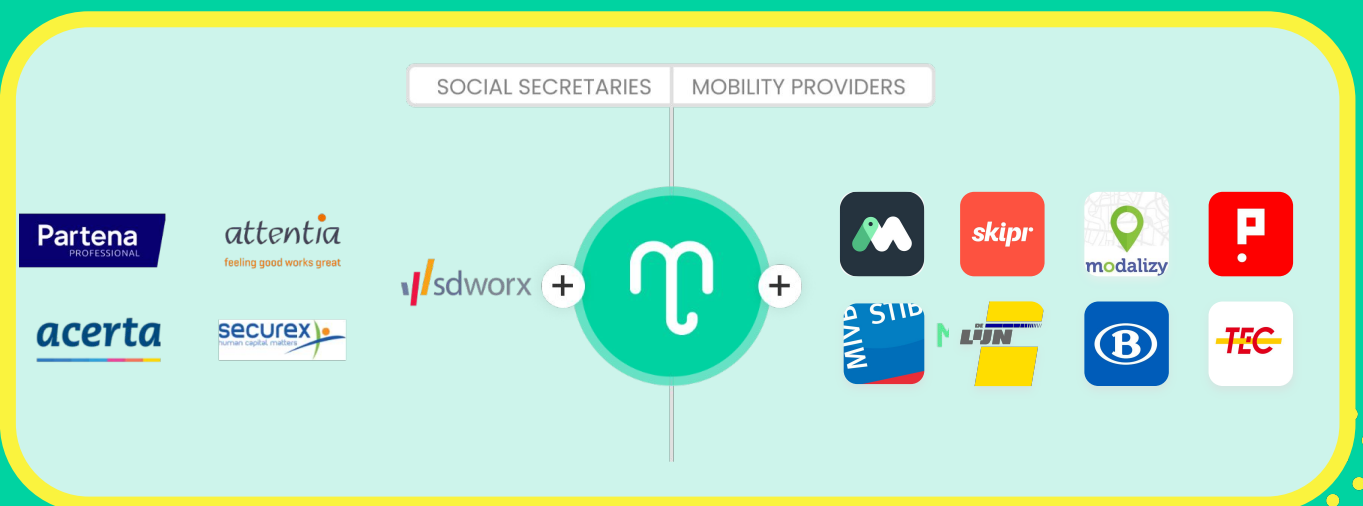 SOCIAL SECRETARIES
MOBILITY PROVIDERS
Partena
PROFESSIONAL
attentia
feeling good works great
sdworx
acerta
securex
human capital matters
skipr
modalizy
P
MIVB
STIB
DE
LIJN
B
TEC